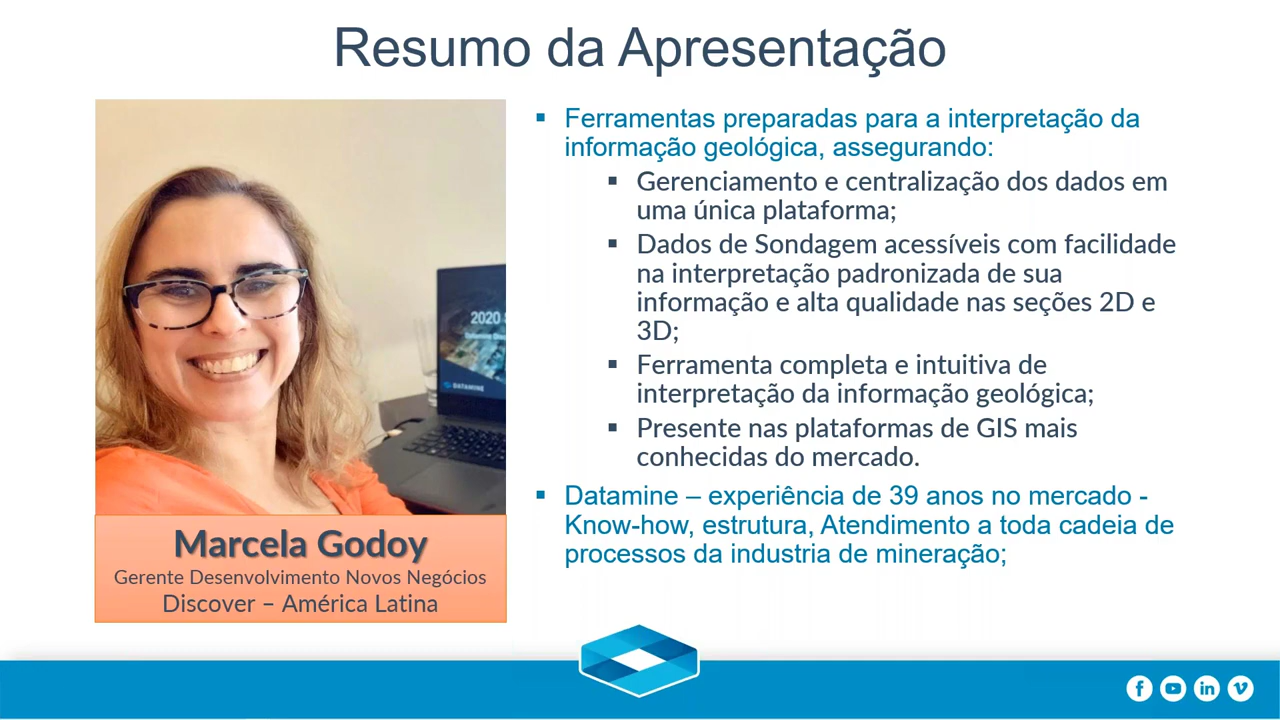 Resumo da Apresentação
Ferramentas preparadas para a interpretação da
informação geológica, assegurando:
Gerenciamento e centralização dos dados em
uma única plataforma;
Dados de Sondagem acessíveis com facilidade
na interpretação padronizada de sua
informação e alta qualidade nas seções 2D e
3D;
Ferramenta completa e intuitiva de
interpretação da informação geológica;
Presente nas plataformas de GIS mais
conhecidas do mercado.
Datamine – experiência de 39 anos no mercado -
Know-how, estrutura, Atendimento a toda cadeia de
processos da industria de mineração;
2020
DATAMINE
Marcela Godoy
Gerente Desenvolvimento Novos Negócios
Discover – América Latina